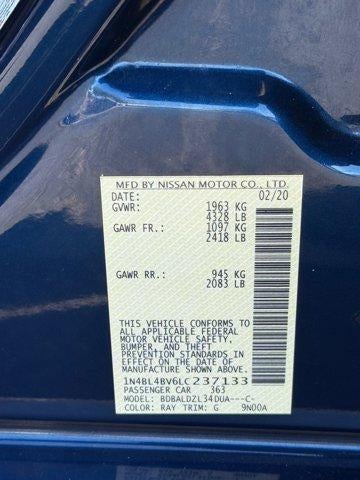 MFD BY NISSAN MOTOR CO., LTD.
DATE: 02/20
GVWR: 1963 KG
4328 LB
GAWR FR: 1097 KG
2418 LB
GAWR RR: 945 KG
2083 LB
THIS VEHICLE CONFORMS TO
ALL APPLICABLE FEDERAL
MOTOR VEHICLE SAFETY,
BUMPER, AND THEFT
PREVENTION STANDARDS
IN EFFECT ON THE DATE OF
MANUFACTURE SHOWN ABOVE.
1N4BL4BV6LC237133
PASSENGER CAR 363
MODEL: BDBALDZL34DUA---C-
COLOR: RAY TRIM: G 9N00A